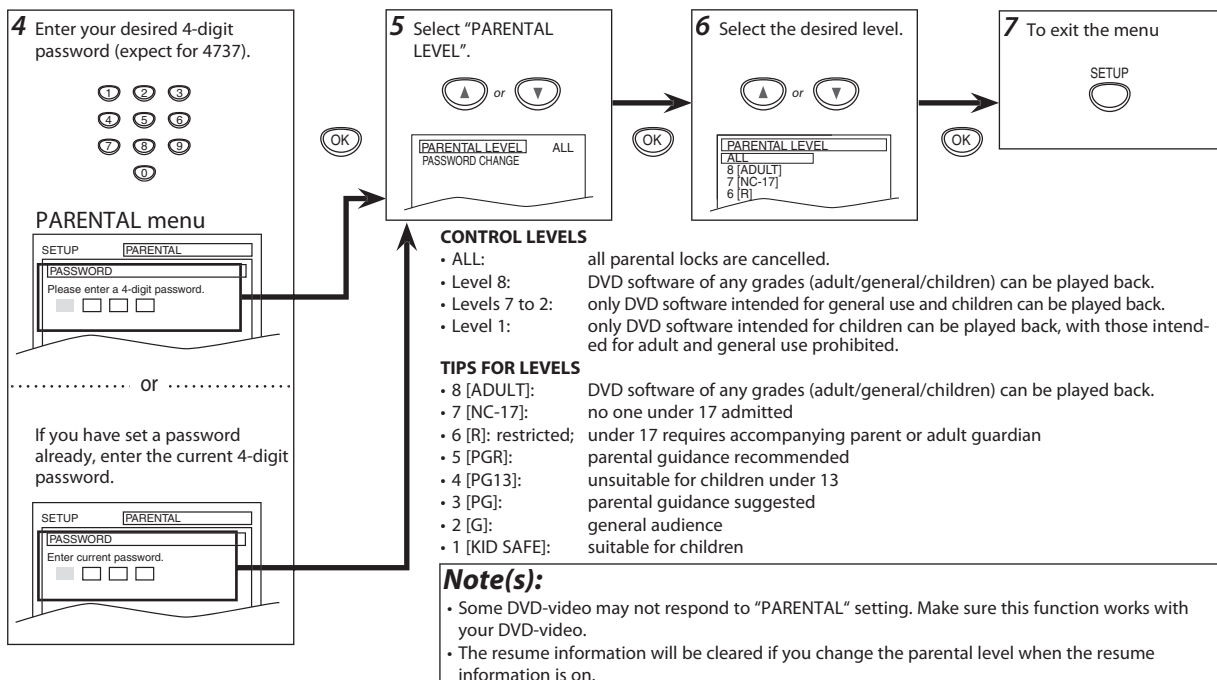 4 Enter your desired 4-digit
password (expect for 4737).
1 2 3
4 5 6
7 8 9
0
PARENTAL menu
SETUP PARENTAL
PASSWORD
Please enter a 4-digit password.
or
If you have set a password
already, enter the current 4-digit
password.
SETUP PARENTAL
PASSWORD
Enter current password.
OK
5 Select “PARENTAL
LEVEL”.
or
PARENTAL LEVEL ALL
PASSWORD CHANGE
OK
6 Select the desired level.
or
PARENTAL LEVEL
ALL
8 [ADULT]
7 [NC-17]
6 [R]
OK
7 To exit the menu
SETUP
CONTROL LEVELS
• ALL: all parental locks are cancelled.
• Level 8: DVD software of any grades (adult/general/children) can be played back.
• Levels 7 to 2: only DVD software intended for general use and children can be played back.
• Level 1: only DVD software intended for children can be played back, with those intend-
ed for adult and general use prohibited.
TIPS FOR LEVELS
• 8 [ADULT]: DVD software of any grades (adult/general/children) can be played back.
• 7 [NC-17]: no one under 17 admitted
• 6 [R]: restricted; under 17 requires accompanying parent or adult guardian
• 5 [PGR]: parental guidance recommended
• 4 [PG13]: unsuitable for children under 13
• 3 [PG]: parental guidance suggested
• 2 [G]: general audience
• 1 [KID SAFE]: suitable for children
Note(s):
• Some DVD-video may not respond to “PARENTAL“ setting. Make sure this function works with
your DVD-video.
• The resume information will be cleared if you change the parental level when the resume
information is on.